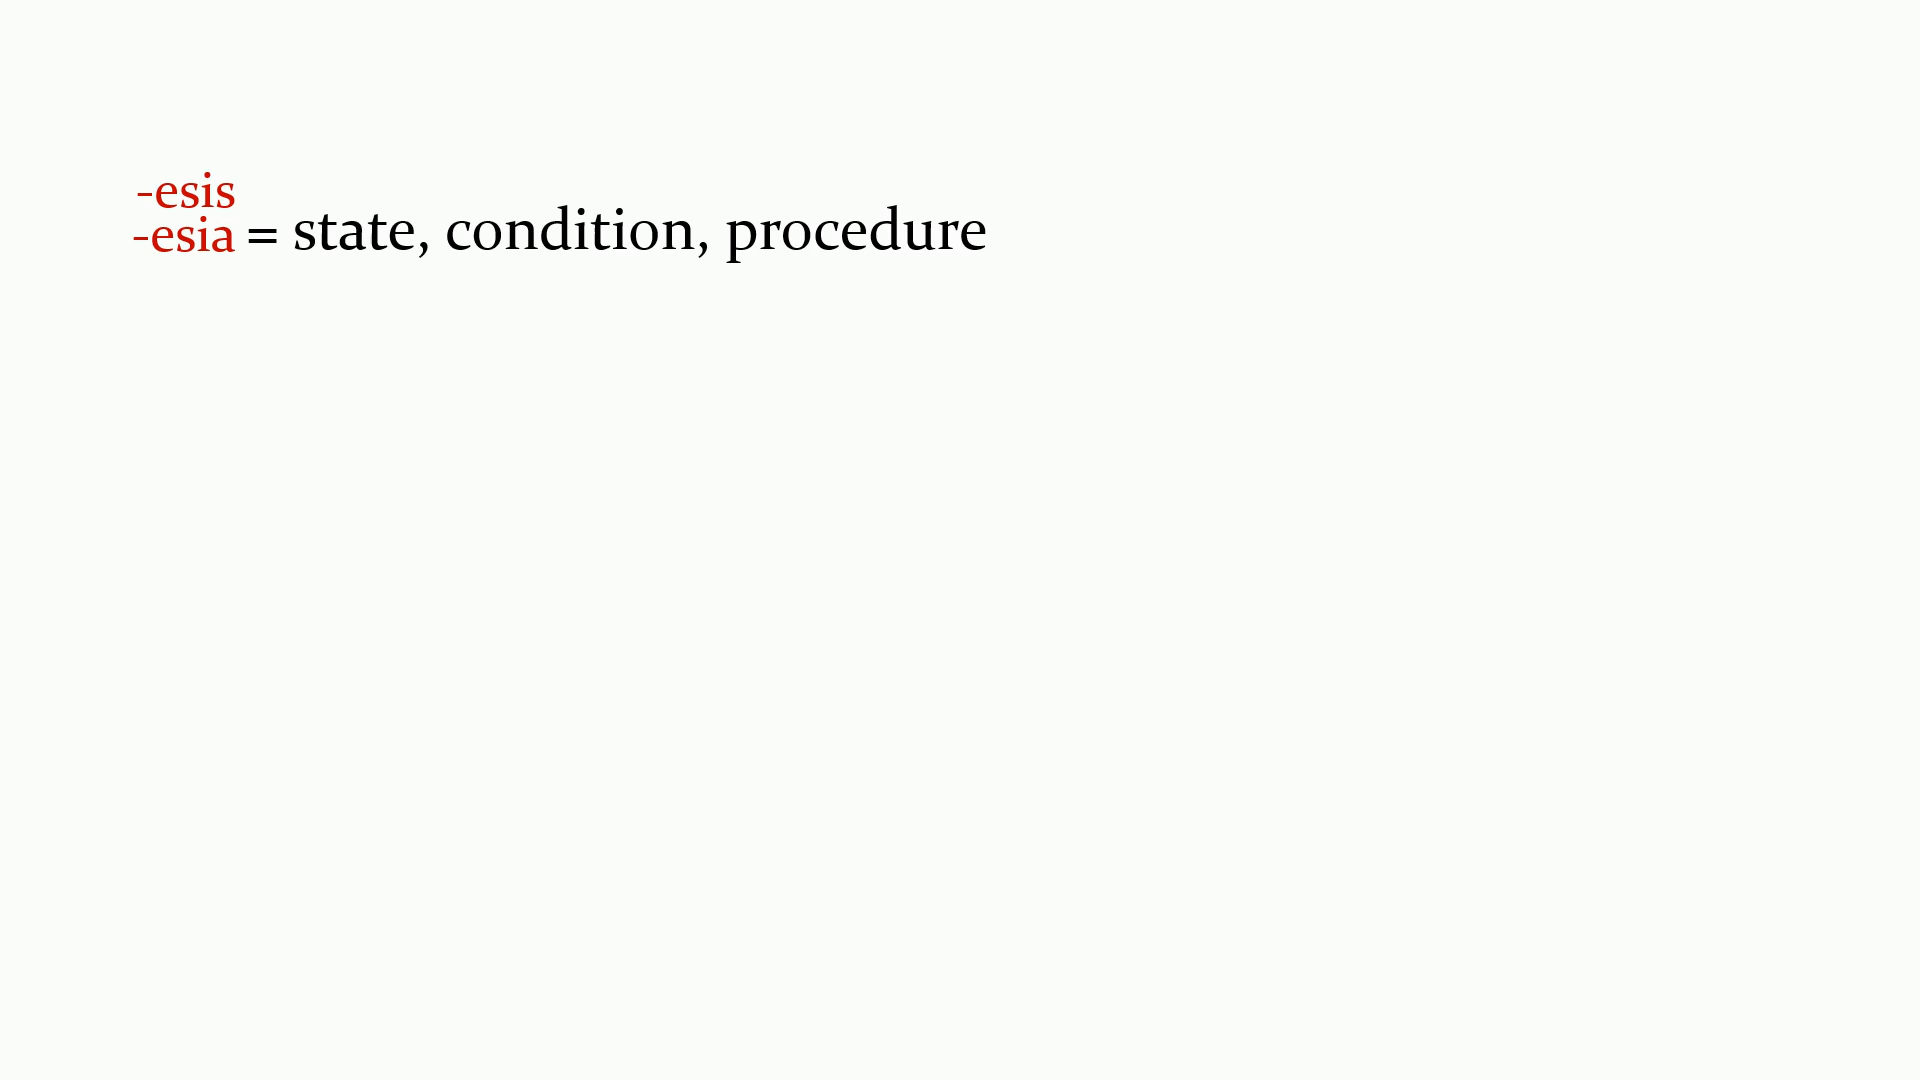 -esis
-esia = state, condition, procedure